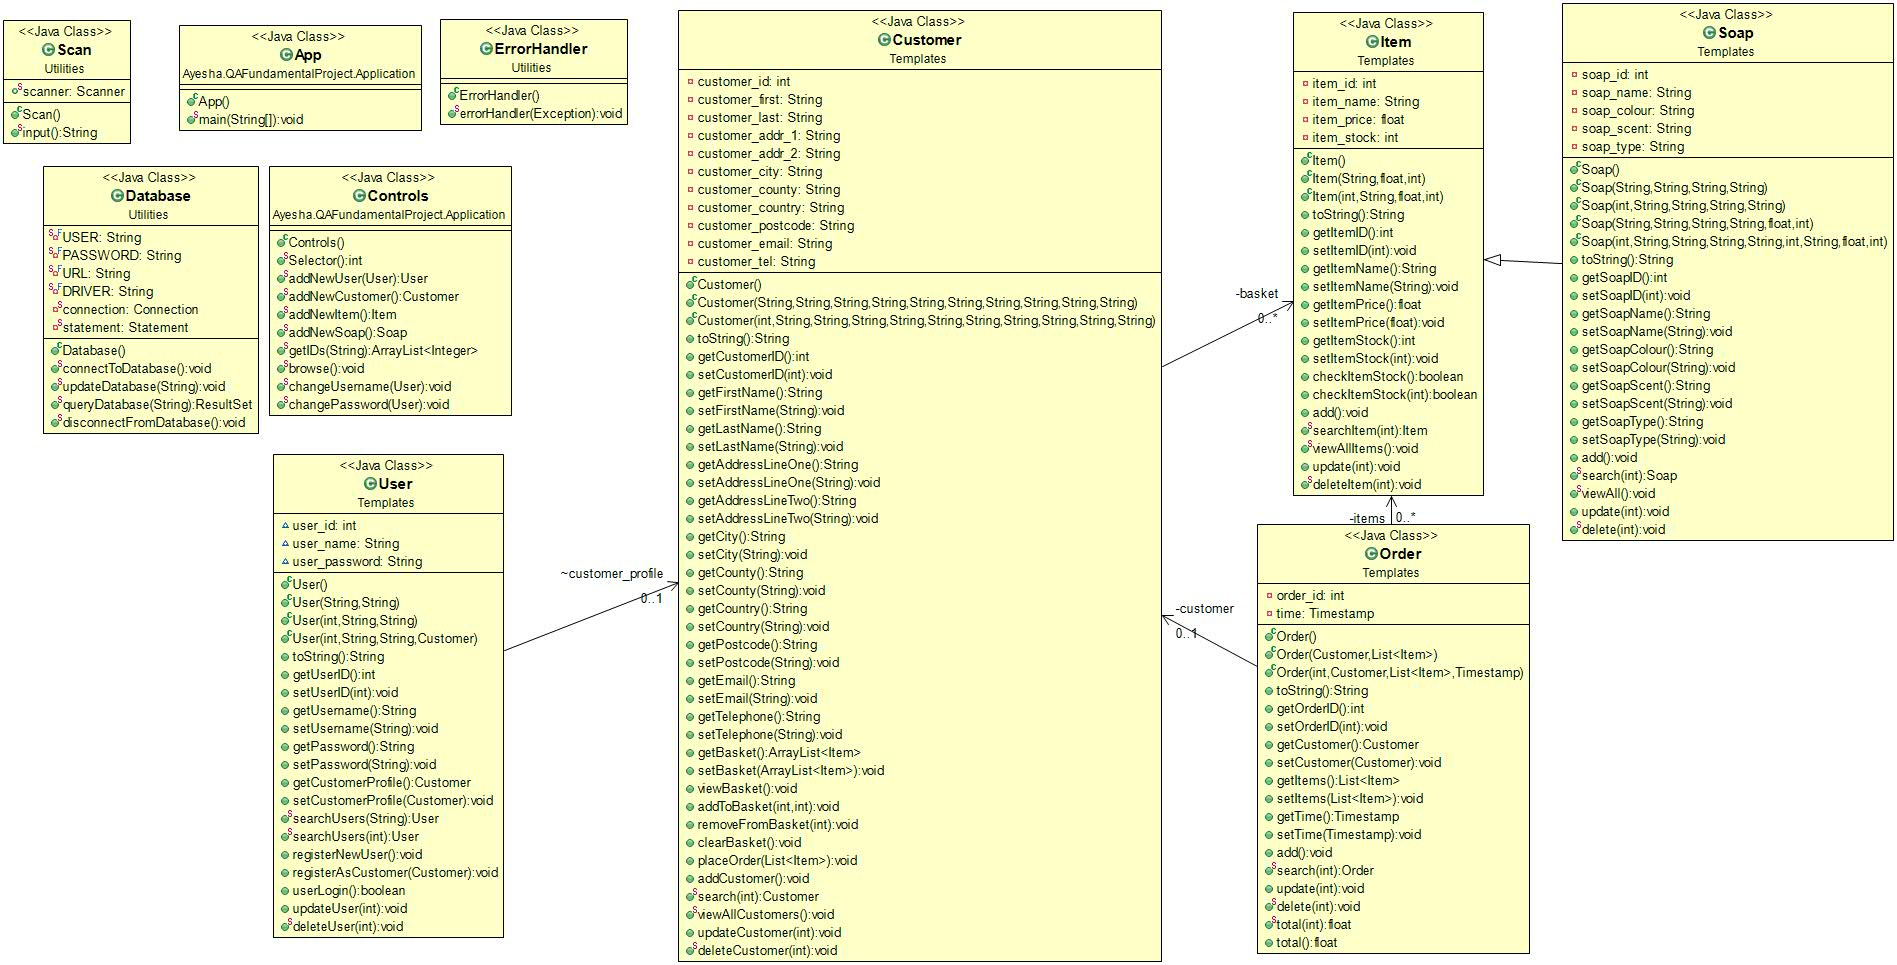 <<Java Class>>
Scan
Utilities
scanner: Scanner
Scan()
input():String
<<Java Class>>
App
Ayesha.QAFundamentalProject.Application
App()
main(String[]):void
<<Java Class>>
ErrorHandler
Utilities
ErrorHandler()
errorHandler(Exception):void
<<Java Class>>
Database
Utilities
USER: String
PASSWORD: String
URL: String
DRIVER: String
connection: Connection
statement: Statement
Database()
connectToDatabase():void
updateDatabase(String):void
queryDatabase(String):ResultSet
disconnectFromDatabase():void
<<Java Class>>
Controls
Ayesha.QAFundamentalProject.Application
Controls()
Selector():int
addNewUser(User):User
addNewCustomer():Customer
addNewItem():Item
addNewSoap():Soap
getIDs(String):ArrayList<Integer>
browse():void
changeUsername(User):void
changePassword(User):void
<<Java Class>>
User
Templates
user_id: int
user_name: String
user_password: String
User()
User(String,String)
User(int,String,String)
User(int,String,String,Customer)
toString():String
getUserID():int
setUserID(int):void
getUsername():String
setUsername(String):void
getPassword():String
setPassword(String):void
getCustomerProfile():Customer
setCustomerProfile(Customer):void
searchUsers(String):User
searchUsers(int):User
registerNewUser():void
registerAsCustomer(Customer):void
userLogin():boolean
updateUser(int):void
deleteUser(int):void
~customer_profile
0..1
<<Java Class>>
Customer
Templates
customer_id: int
customer_first: String
customer_last: String
customer_addr_1: String
customer_addr_2: String
customer_city: String
customer_county: String
customer_country: String
customer_postcode: String
customer_email: String
customer_tel: String
Customer()
Customer(String,String,String,String,String,String,String,String,String,String)
Customer(int,String,String,String,String,String,String,String,String,String,String)
toString():String
getCustomerID():int
setCustomerID(int):void
getFirstName():String
setFirstName(String):void
getLastName():String
setLastName(String):void
getAddressLineOne():String
setAddressLineOne(String):void
getAddressLineTwo():String
setAddressLineTwo(String):void
getCity():String
setCity(String):void
getCounty():String
setCounty(String):void
getCountry():String
setCountry(String):void
getPostcode():String
setPostcode(String):void
getEmail():String
setEmail(String):void
getTelephone():String
setTelephone(String):void
getBasket():ArrayList<Item>
setBasket(ArrayList<Item>):void
viewBasket():void
addToBasket(int,int):void
removeFromBasket(int):void
clearBasket():void
placeOrder(List<Item>):void
addCustomer():void
search(int):Customer
viewAllCustomers():void
updateCustomer(int):void
deleteCustomer(int):void
-basket
0..*
<<Java Class>>
Item
Templates
item_id: int
item_name: String
item_price: float
item_stock: int
Item()
Item(String,float,int)
Item(int,String,float,int)
toString():String
getItemID():int
setItemID(int):void
getItemName():String
setItemName(String):void
getItemPrice():float
setItemPrice(float):void
getItemStock():int
setItemStock(int):void
checkItemStock():boolean
checkItemStock(int):boolean
add():void
searchItem(int):Item
viewAllItems():void
update(int):void
deleteItem(int):void
-items
0..*
<<Java Class>>
Order
Templates
order_id: int
time: Timestamp
Order()
Order(Customer,List<Item>)
Order(int,Customer,List<Item>,Timestamp)
toString():String
getOrderID():int
setOrderID(int):void
getCustomer():Customer
setCustomer(Customer):void
getItems():List<Item>
setItems(List<Item>):void
getTime():Timestamp
setTime(Timestamp):void
add():void
search(int):Order
update(int):void
delete(int):void
total(int):float
total():float
-customer
0..1
<<Java Class>>
Soap
Templates
soap_id: int
soap_name: String
soap_colour: String
soap_scent: String
soap_type: String
Soap()
Soap(String,String,String,String)
Soap(int,String,String,String,String)
Soap(String,String,String,String,float,int)
Soap(int,String,String,String,String,int,String,float,int)
toString():String
getSoapID():int
setSoapID(int):void
getSoapName():String
setSoapName(String):void
getSoapColour():String
setSoapColour(String):void
getSoapScent():String
setSoapScent(String):void
getSoapType():String
setSoapType(String):void
add():void
search(int):Soap
viewAll():void
update(int):void
delete(int):void